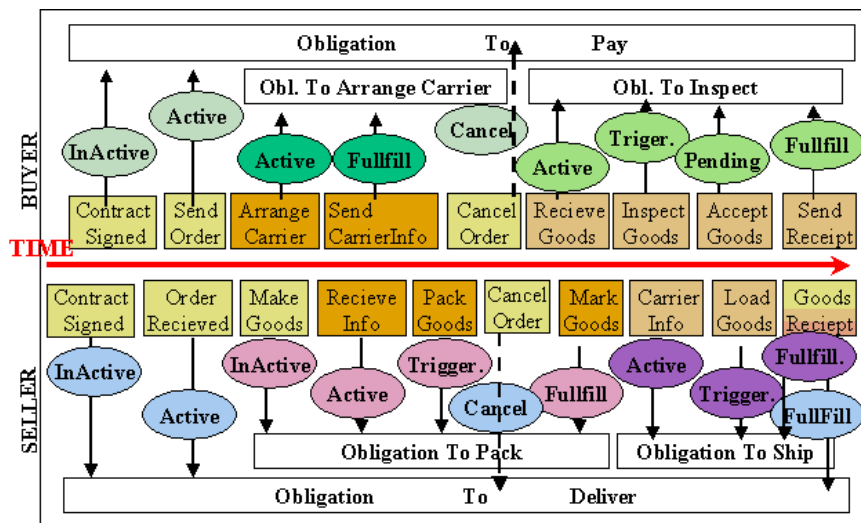 Obligation To Pay
Obl. To Arrange Carrier
Obl. To Inspect
BUYER
InActive
Active
Active
Fullfill
Cancel
Active
Triger.
Pending
Fullfill
Contract Signed
Send Order
Arrange Carrier
Send CarrierInfo
Cancel Order
Recieve Goods
Inspect Goods
Accept Goods
Send Receipt
TIME
SELLER
Contract Signed
Order Recieved
Make Goods
Recieve Info
Pack Goods
Cancel Order
Mark Goods
Carrier Info
Load Goods
Goods Reciept
InActive
Active
InActive
Active
Trigger.
Cancel
Fullfill
Active
Trigger.
Fullfill.
FullFill
Obligation To Pack
Obligation To Ship
Obligation To Deliver